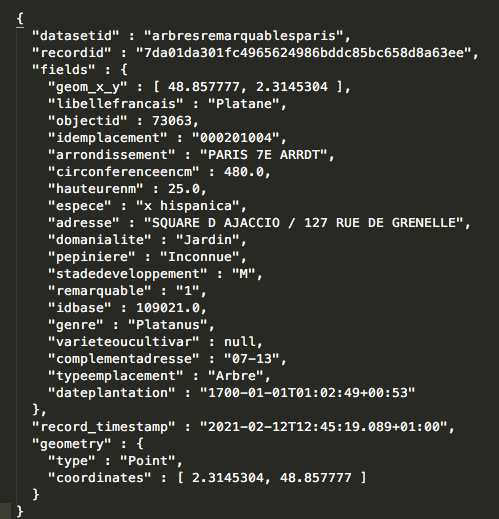 {
"datasetid" : "arbresremarquablesparis",
"recordid" : "7da01da301fc4965624986bddc85bc658d8a63ee",
"fields" : {
"geom_x_y" : [ 48.857777, 2.3145304 ],
"libellefrancais" : "Platane",
"objectid" : 73063,
"idemplacement" : "000201004",
"arrondissement" : "PARIS 7E ARRDT",
"circonferenceencm" : 480.0,
"hauteurenm" : 25.0,
"espece" : "x hispanica",
"adresse" : "SQUARE D AJACCIO / 127 RUE DE GRENELLE",
"domanialite" : "Jardin",
"pepiniere" : "Inconnue",
"stadedeveloppement" : "M",
"remarquable" : "1",
"idbase" : 109021.0,
"genre" : "Platanus",
"varieteoucultivar" : null,
"complementadresse" : "07-13",
"typeemplacement" : "Arbre",
"dateplantation" : "1700-01-01T01:02:49+00:53"
},
"record_timestamp" : "2021-02-12T12:45:19.089+01:00",
"geometry" : {
"type" : "Point",
"coordinates" : [ 2.3145304, 48.857777 ]
}
}